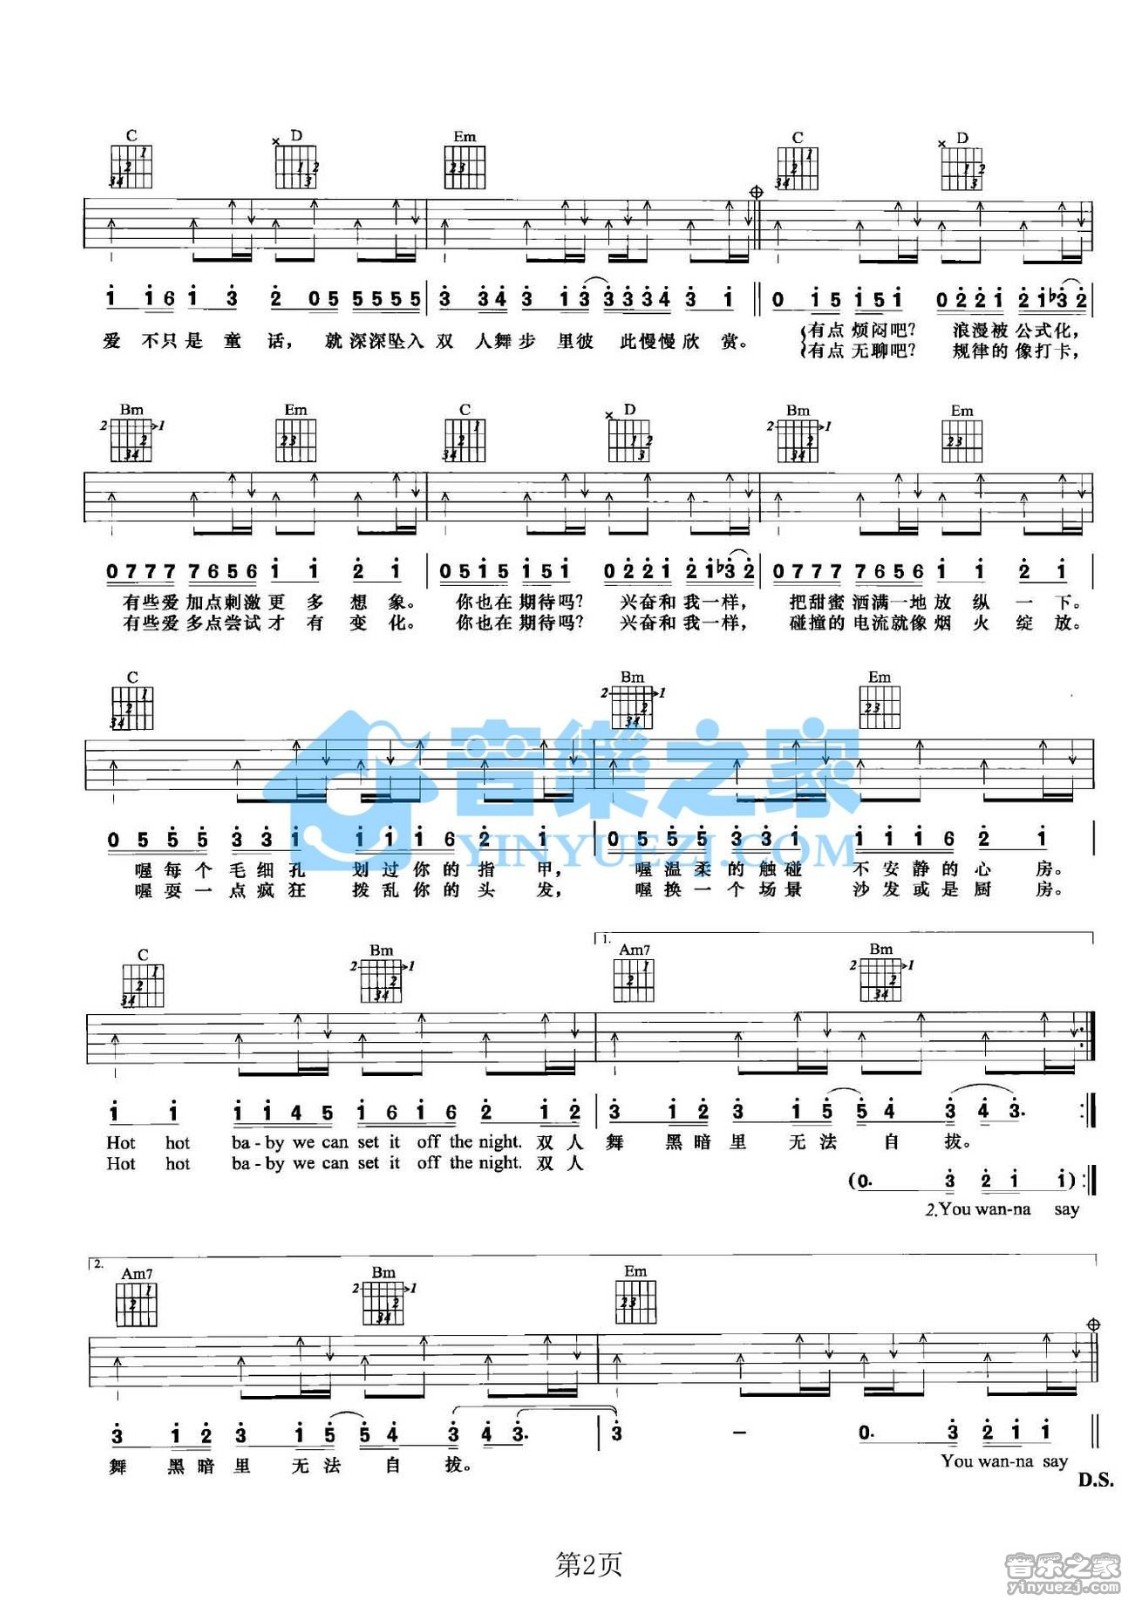 C D Em C D
1 1 6 1 3 2 0 5 5 5 5 5 5 3 3 4 3 1 3 3 3 3 4 3 1 0 1 5 1 5 1 0 2 2 1 2 1 b3 2
爱 不只是 童 话， 就深深坠入 双 人舞步 里彼 此慢慢欣 赏。 有点 烦闷吧？ 浪漫被 公式化，
有点 无聊吧？ 规律的 像打卡，
Bm Em C D Bm Em
0 7 7 7 7 6 5 6 1 1 2 1 0 5 1 5 1 5 1 0 2 2 1 2 1 b3 2 0 7 7 7 7 6 5 6 1 1 2 1
有些爱 加点刺激更 多 想 象。 你也在 期待吗？ 兴奋和 我一样， 把甜蜜 洒满一地 放 纵 一 下。
有些爱 多点尝试才 有 变 化。 你也在 期待吗？ 兴奋和 我一样， 碰撞的 电流就像 烟 火 绽 放。
C Bm Em
0 5 5 5 3 3 1 1 1 1 6 2 1 0 5 5 5 3 3 1 1 1 1 6 2 1
喔每个 毛细孔 划过你的 指 甲， 喔温柔 的触碰 不安静的 心 房。
喔耍一 点疯狂 拨乱你的 头 发， 喔换一 个场景 沙发或是 厨 房。
C Bm 1. Am7 Bm
1 1 1 1 4 5 1 6 1 6 2 1 2 3 1 2 3 1 5 5 4 3 4 3.
Hot hot ba-by we can set it off the night. 双人 舞 黑暗里 无法 自 拔。
Hot hot ba-by we can set it off the night. 双人
(0. 3 2 1 1)
2.You wan-na say
2. Am7 Bm Em
3 1 2 3 1 5 5 4 3 4 3. 3 - 0. 3 2 1 1
舞 黑暗里 无法 自 拔。 You wan-na say
D.S.
音樂之家
YINYUEZJ.COM
第2页
音乐之家
yinyuezj.com